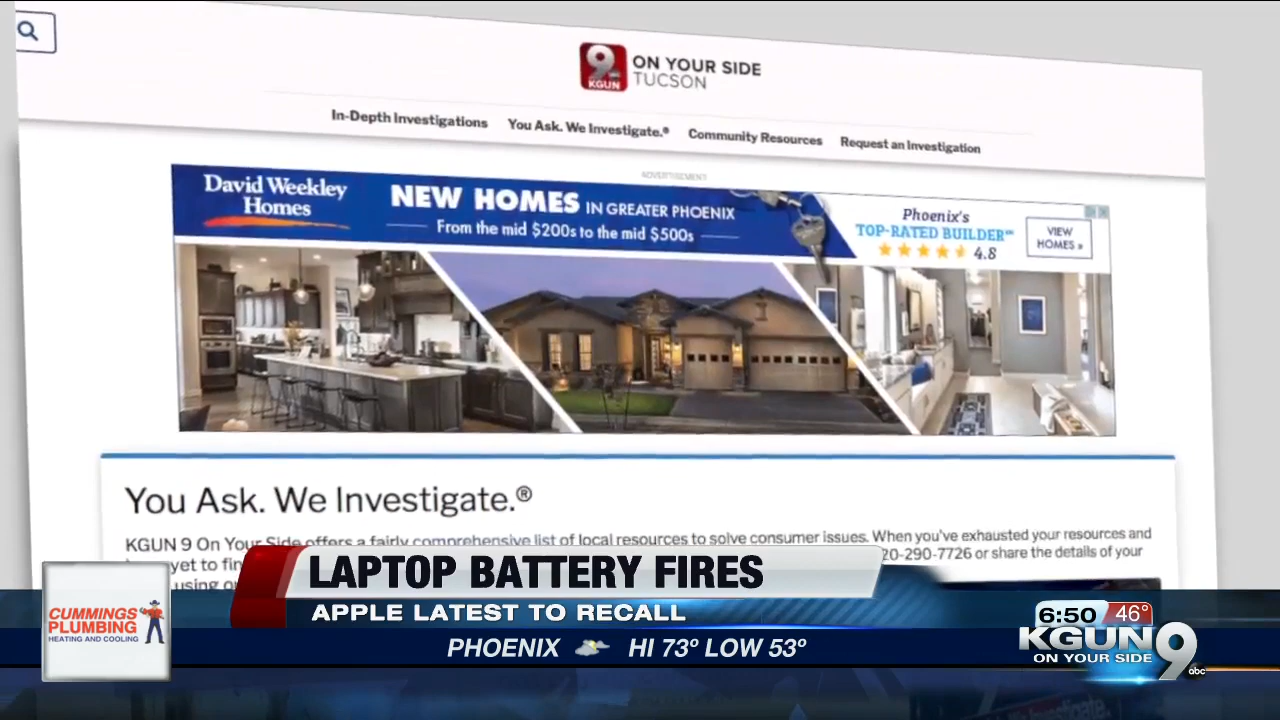 9 KGUN
ON YOUR SIDE
TUCSON
In-Depth Investigations You Ask. We Investigate.® Community Resources Request an Investigation
ADVERTISEMENT
David Weekley
Homes
NEW HOMES IN GREATER PHOENIX
From the mid $200s to the mid $500s
Phoenix's
TOP-RATED BUILDER℠
4.8
VIEW
HOMES »
You Ask. We Investigate.®
KGUN 9 On Your Side offers a fairly comprehensive list of local resources to solve consumer issues. When you've exhausted your resources and
yet to 20-290-7726 or share the details of your
using
LAPTOP BATTERY FIRES
APPLE LATEST TO RECALL
CUMMINGS
PLUMBING
HEATING AND COOLING
PHOENIX HI 73° LOW 53°
6:50 46°
KGUN 9
ON YOUR SIDE
abc